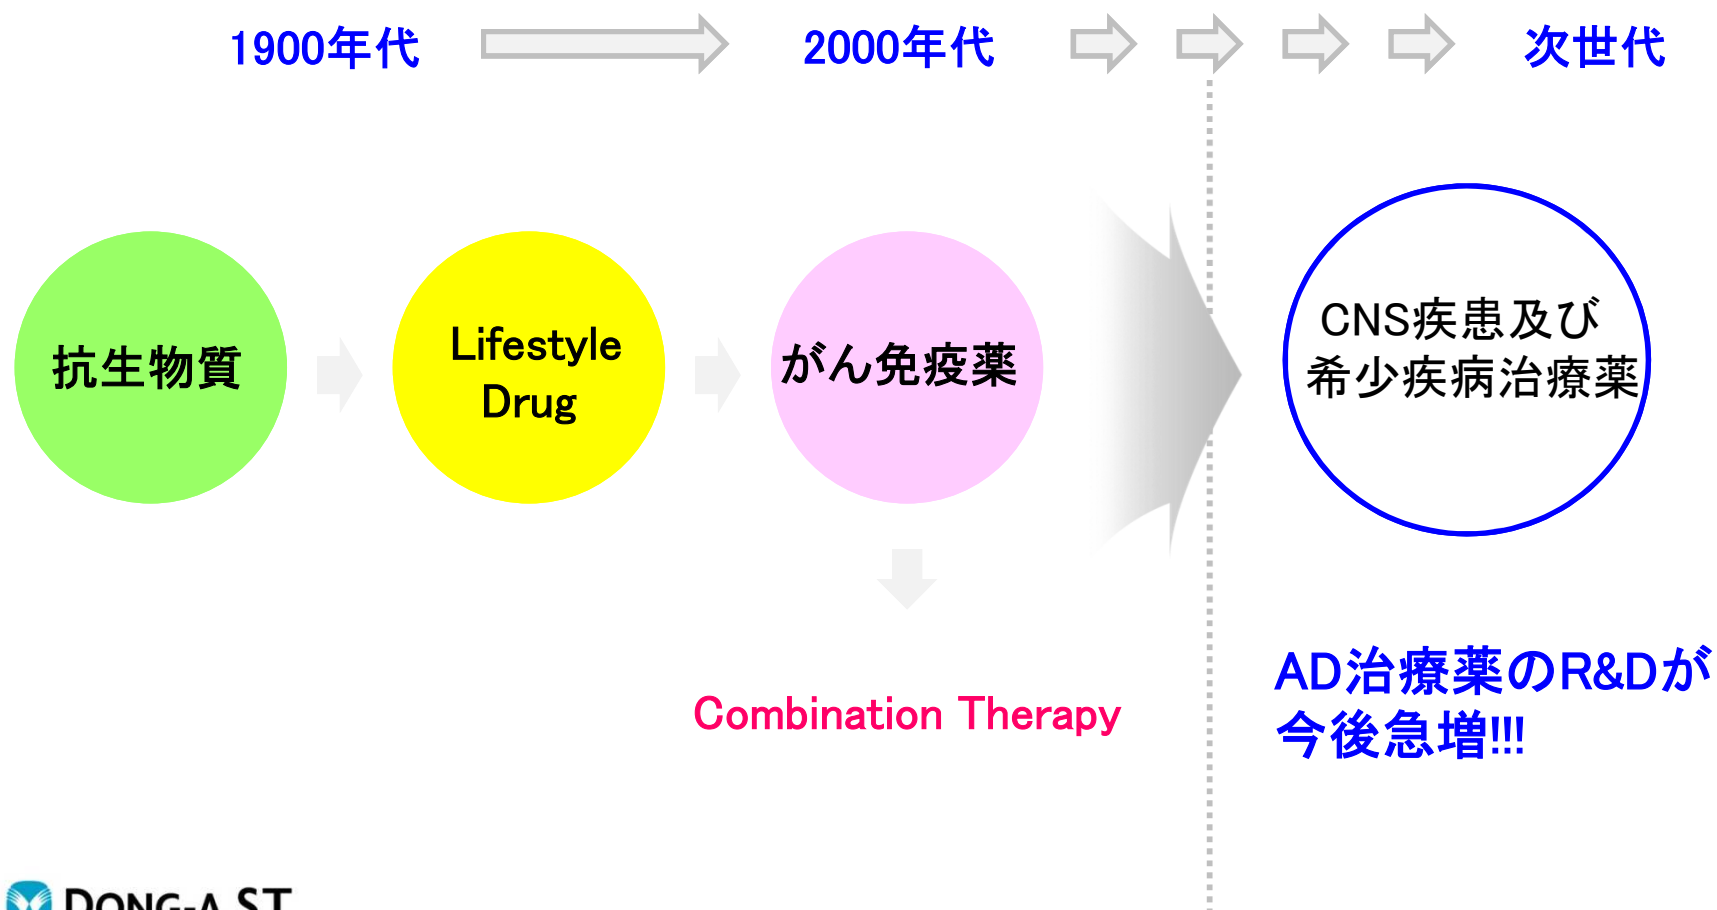 1900年代
2000年代
次世代
抗生物質
Lifestyle
Drug
がん免疫薬
CNS疾患及び
希少疾病治療薬
Combination Therapy
AD治療薬のR&Dが
今後急増!!!
DONG-A ST